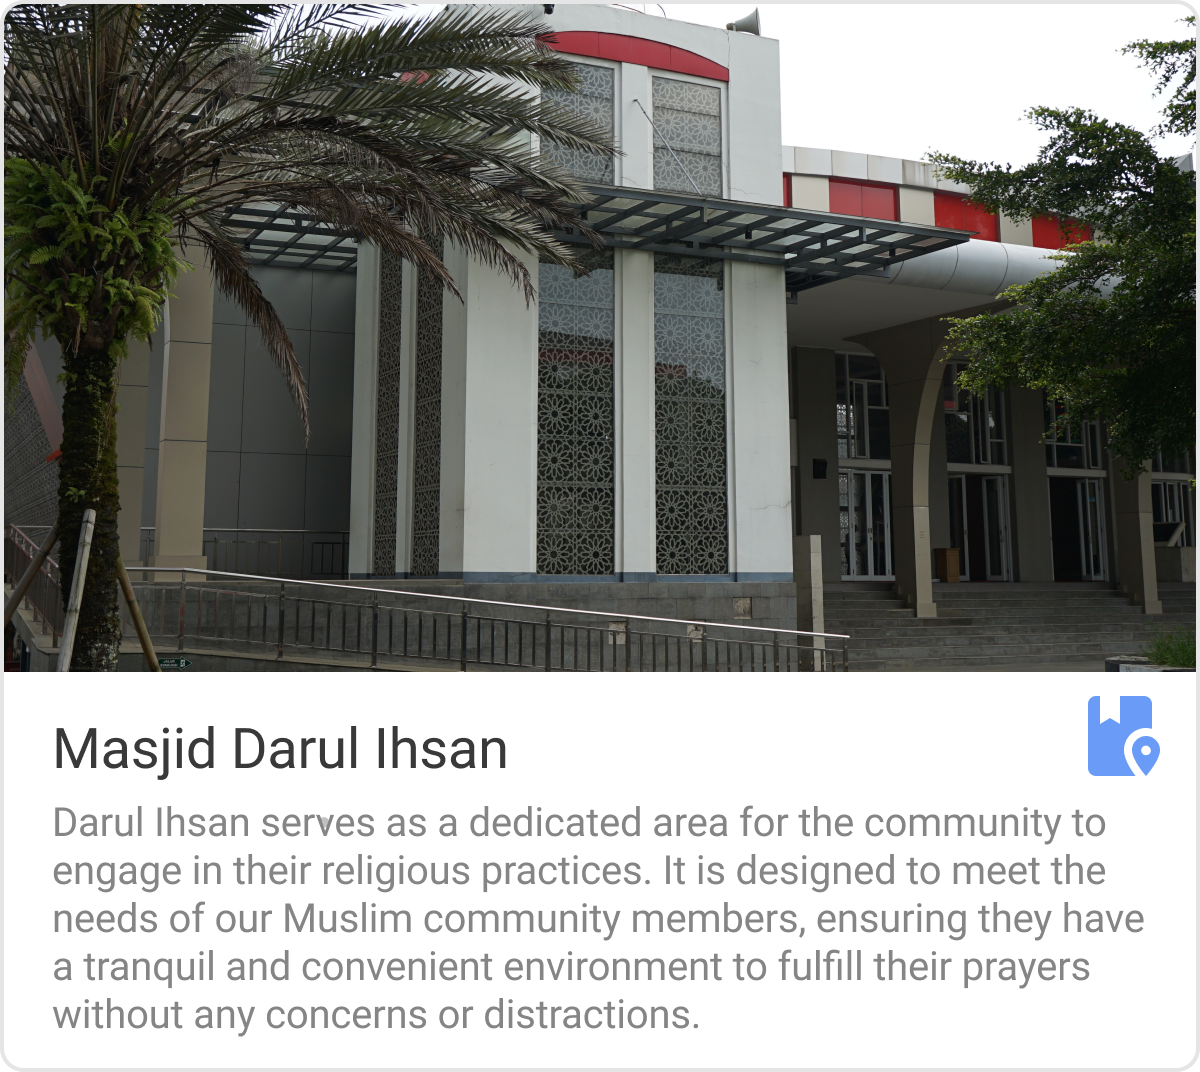 Masjid Darul Ihsan
Darul Ihsan serves as a dedicated area for the community to
engage in their religious practices. It is designed to meet the
needs of our Muslim community members, ensuring they have
a tranquil and convenient environment to fulfill their prayers
without any concerns or distractions.